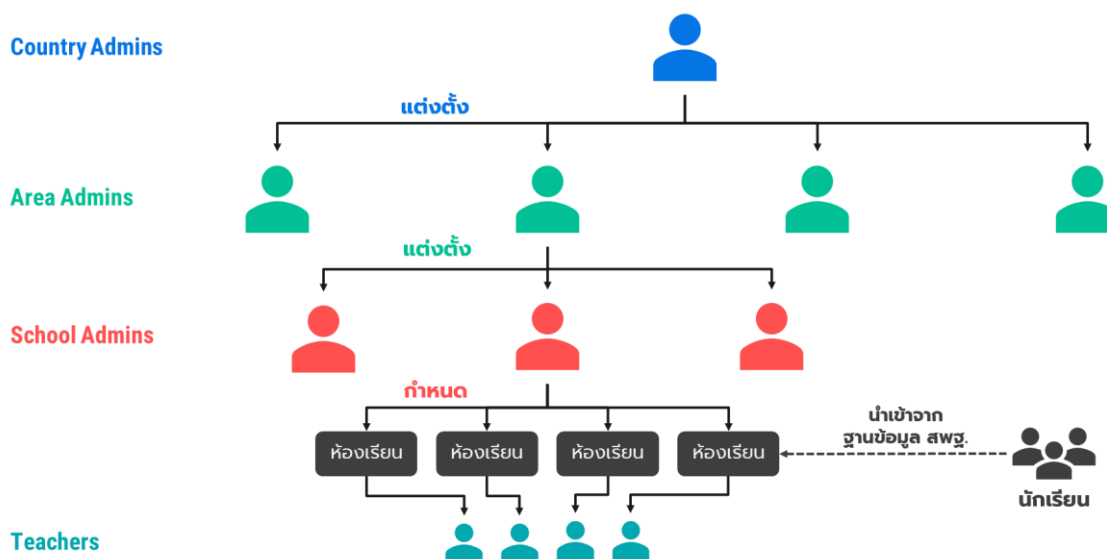 Country Admins
แต่งตั้ง
Area Admins
แต่งตั้ง
School Admins
กำหนด
นำเข้าจาก
ฐานข้อมูล สพฐ.
ห้องเรียน ห้องเรียน ห้องเรียน ห้องเรียน
นักเรียน
Teachers